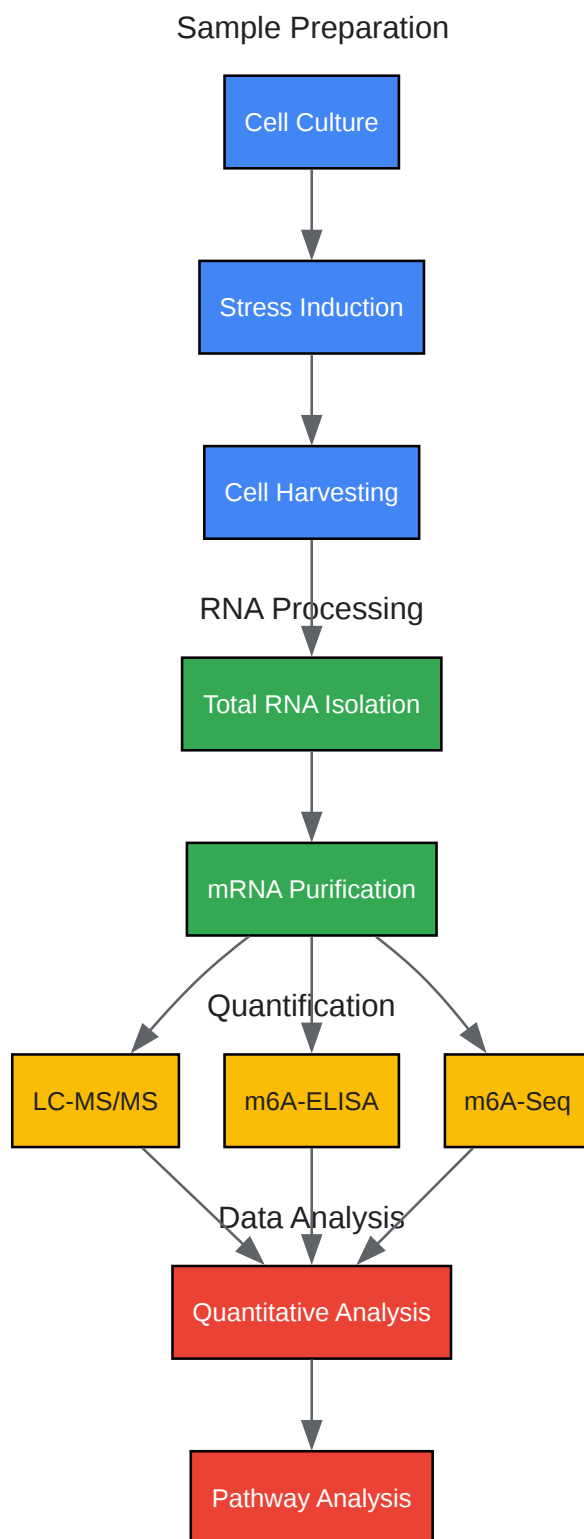 Sample Preparation
Cell Culture
Stress Induction
Cell Harvesting
RNA Processing
Total RNA Isolation
mRNA Purification
Quantification
LC-MS/MS
m6A-ELISA
m6A-Seq
Data Analysis
Quantitative Analysis
Pathway Analysis